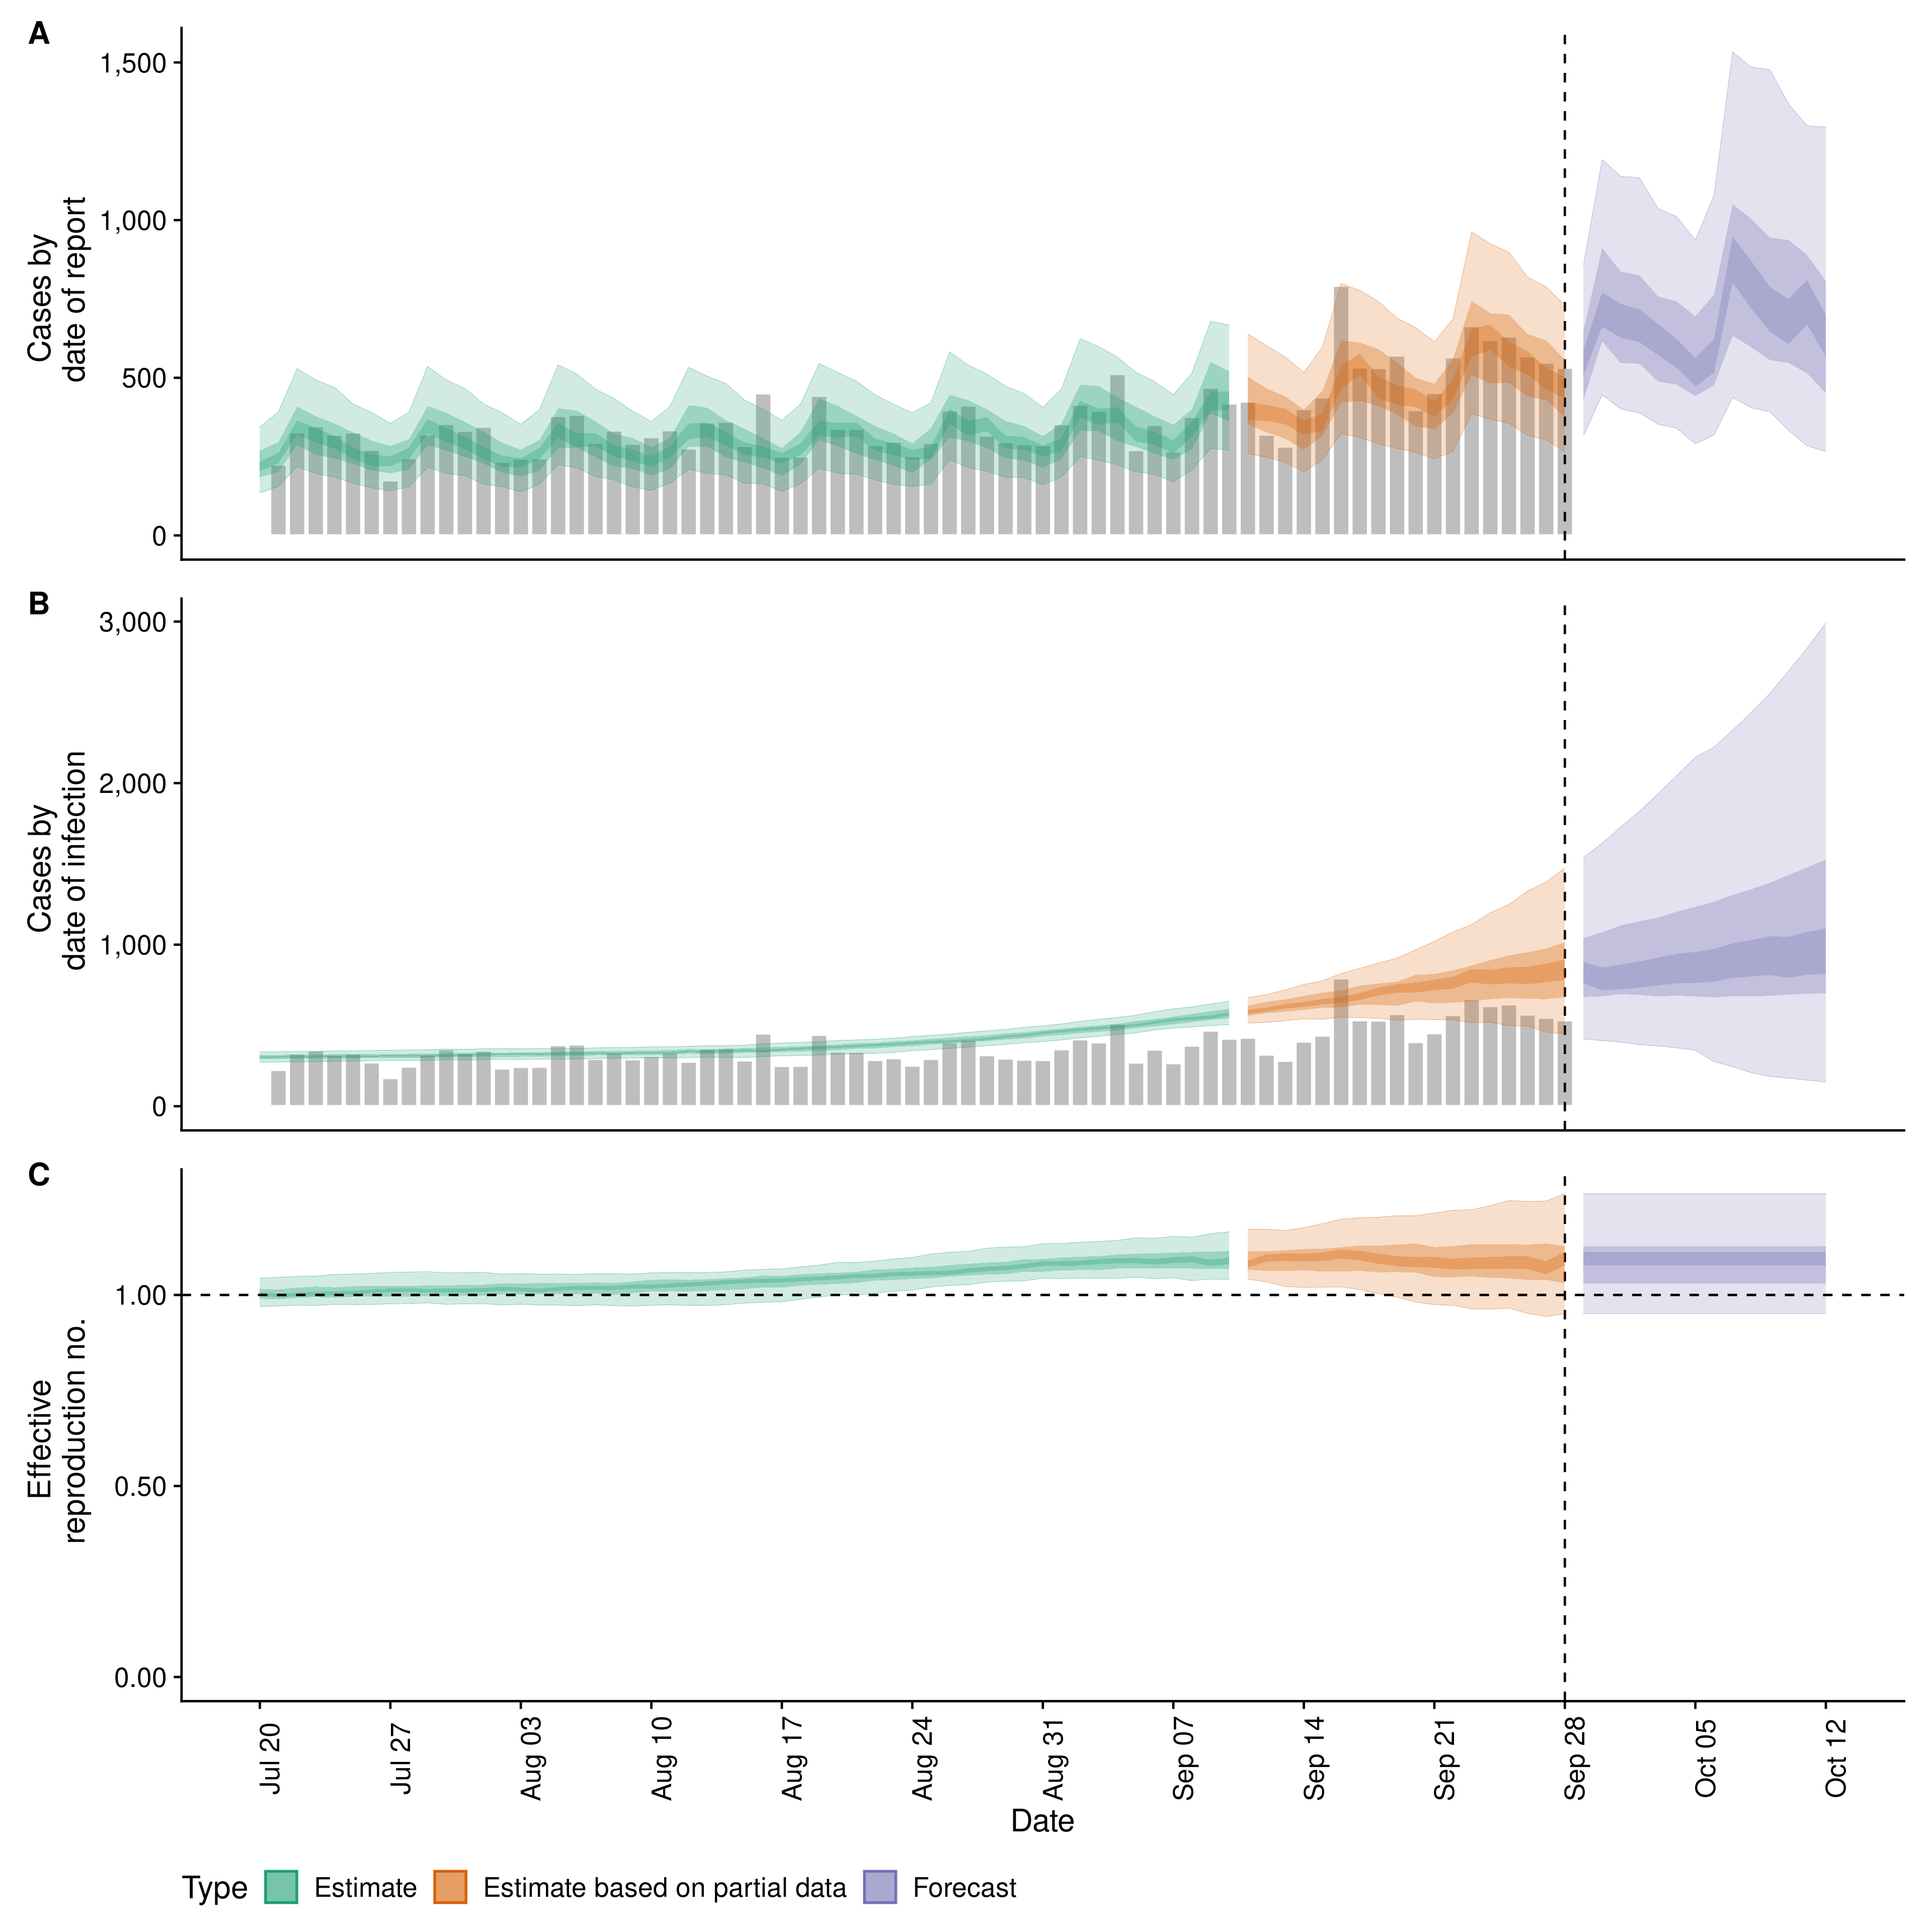 A
1,500
1,000
500
0
Cases by
date of report
B
3,000
2,000
1,000
0
Cases by
date of infection
C
1.00
0.50
0.00
Effective
reproduction no.
Jul 20
Jul 27
Aug 03
Aug 10
Aug 17
Aug 24
Aug 31
Sep 07
Sep 14
Sep 21
Sep 28
Oct 05
Oct 12
Date
Type Estimate Estimate based on partial data Forecast